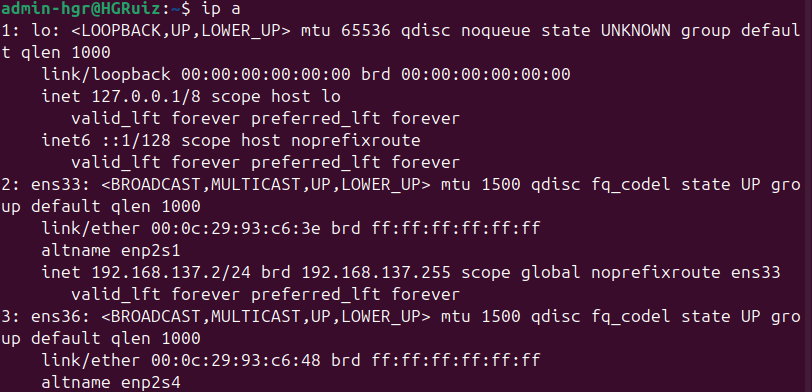 admin-hgr@HGRuiz:~$ ip a
1: lo: <LOOPBACK,UP,LOWER_UP> mtu 65536 qdisc noqueue state UNKNOWN group defaul
t qlen 1000
    link/loopback 00:00:00:00:00:00 brd 00:00:00:00:00:00
    inet 127.0.0.1/8 scope host lo
       valid_lft forever preferred_lft forever
    inet6 ::1/128 scope host noprefixroute
       valid_lft forever preferred_lft forever
2: ens33: <BROADCAST,MULTICAST,UP,LOWER_UP> mtu 1500 qdisc fq_codel state UP gro
up default qlen 1000
    link/ether 00:0c:29:93:c6:3e brd ff:ff:ff:ff:ff:ff
    altname enp2s1
    inet 192.168.137.2/24 brd 192.168.137.255 scope global noprefixroute ens33
       valid_lft forever preferred_lft forever
3: ens36: <BROADCAST,MULTICAST,UP,LOWER_UP> mtu 1500 qdisc fq_codel state UP gro
up default qlen 1000
    link/ether 00:0c:29:93:c6:48 brd ff:ff:ff:ff:ff:ff
    altname enp2s4